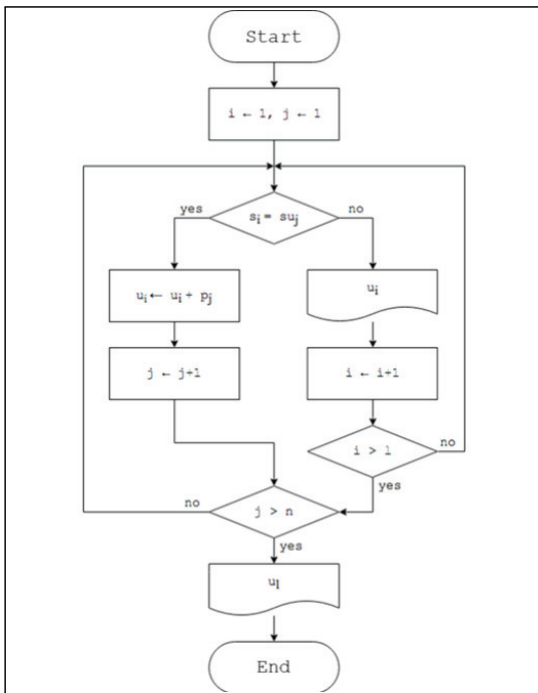 Start
i ← 1, j ← 1
yes
no
sᵢ = suⱼ
uᵢ ← uᵢ + pⱼ
uᵢ
j ← j+1
i ← i+1
i > l
no
yes
no
j > n
yes
uₗ
End